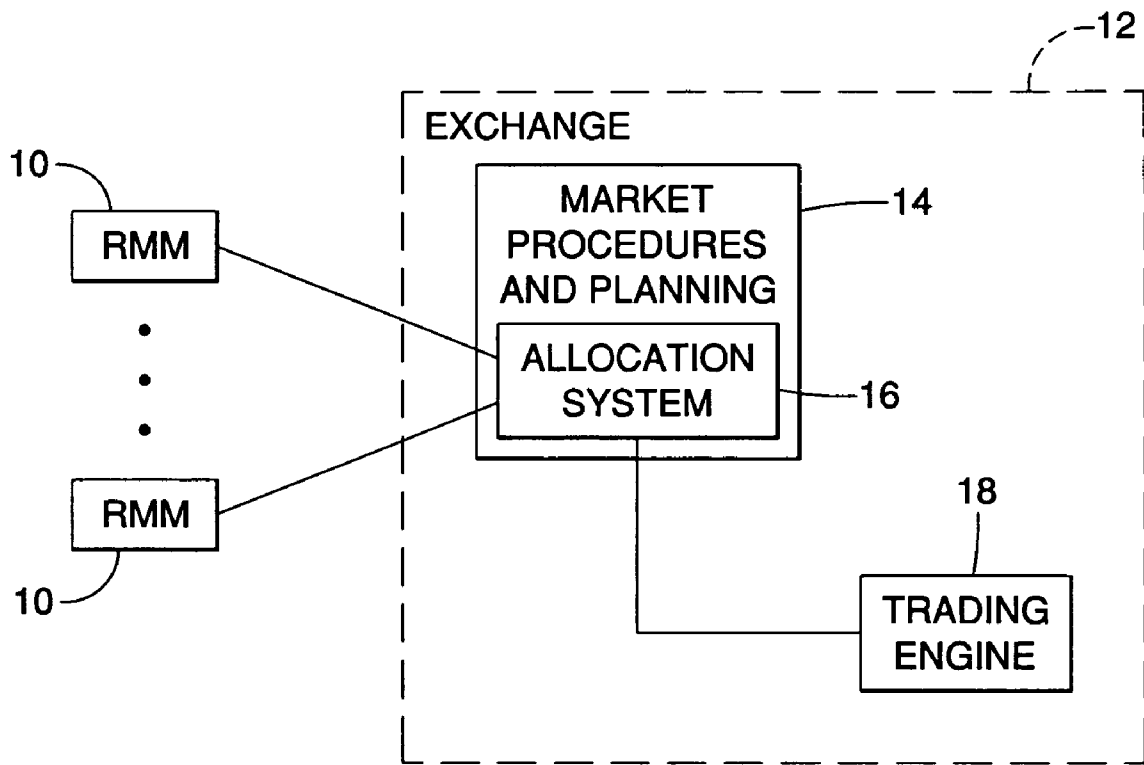 12
EXCHANGE
10
RMM
MARKET
PROCEDURES
AND PLANNING
14
ALLOCATION
SYSTEM
16
RMM
10
18
TRADING
ENGINE